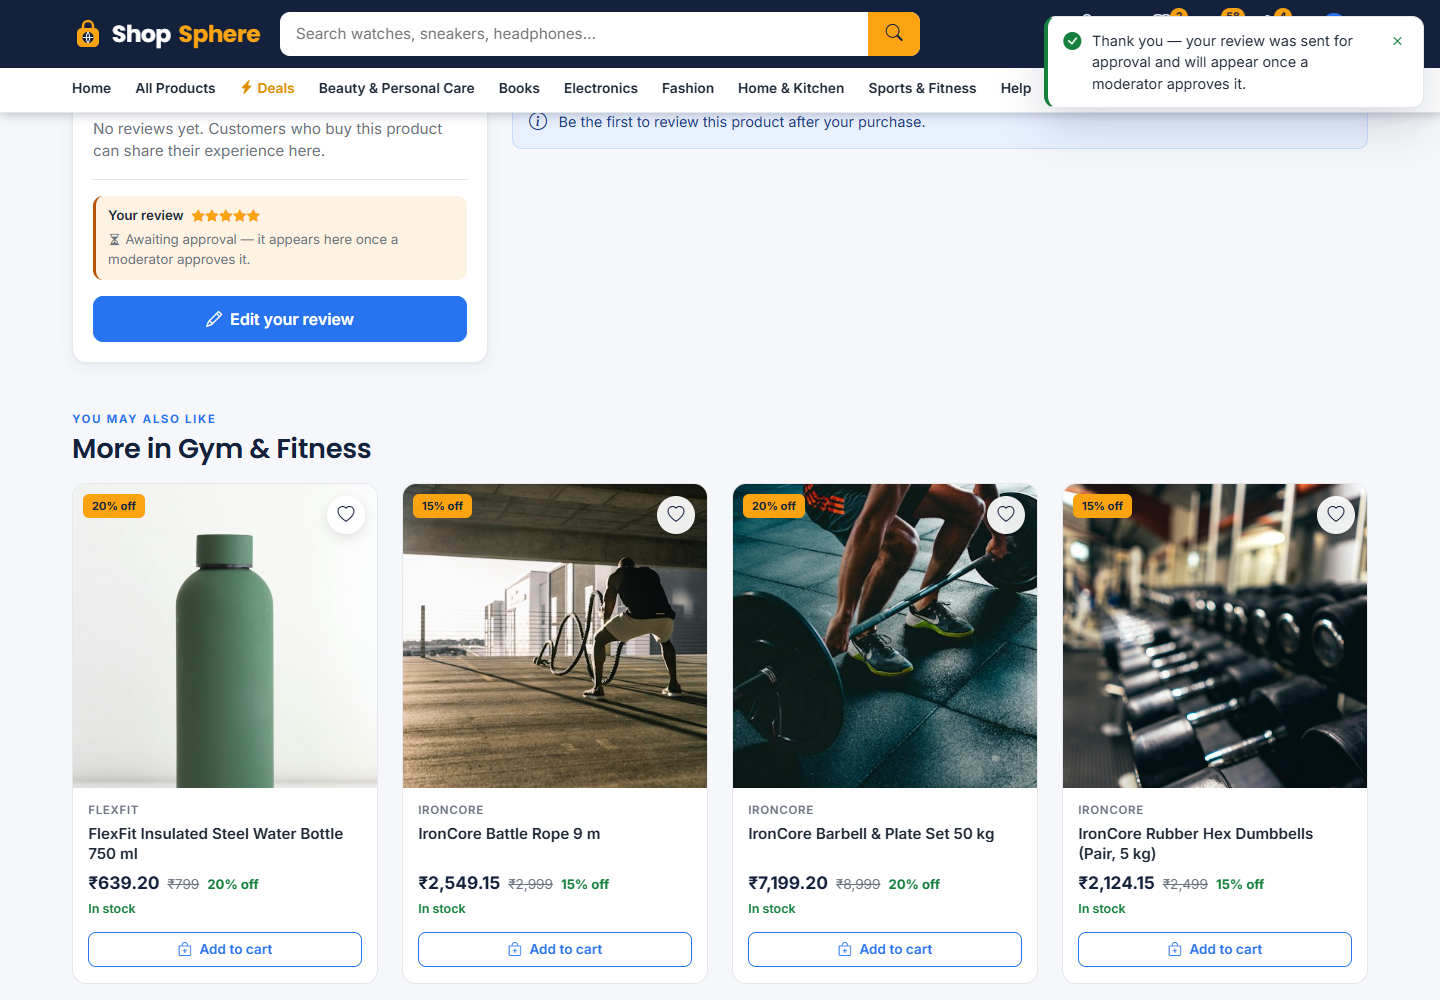 Shop Sphere
Search watches, sneakers, headphones...
Thank you — your review was sent for
approval and will appear once a
moderator approves it.
Home All Products Deals Beauty & Personal Care Books Electronics Fashion Home & Kitchen Sports & Fitness Help
No reviews yet. Customers who buy this product
can share their experience here.
Be the first to review this product after your purchase.
Your review
Awaiting approval — it appears here once a
moderator approves it.
Edit your review
YOU MAY ALSO LIKE
More in Gym & Fitness
20% off
15% off
20% off
15% off
FLEXFIT
FlexFit Insulated Steel Water Bottle
750 ml
₹639.20 ₹799 20% off
In stock
Add to cart
IRONCORE
IronCore Battle Rope 9 m
₹2,549.15 ₹2,999 15% off
In stock
Add to cart
IRONCORE
IronCore Barbell & Plate Set 50 kg
₹7,199.20 ₹8,999 20% off
In stock
Add to cart
IRONCORE
IronCore Rubber Hex Dumbbells
(Pair, 5 kg)
₹2,124.15 ₹2,499 15% off
In stock
Add to cart